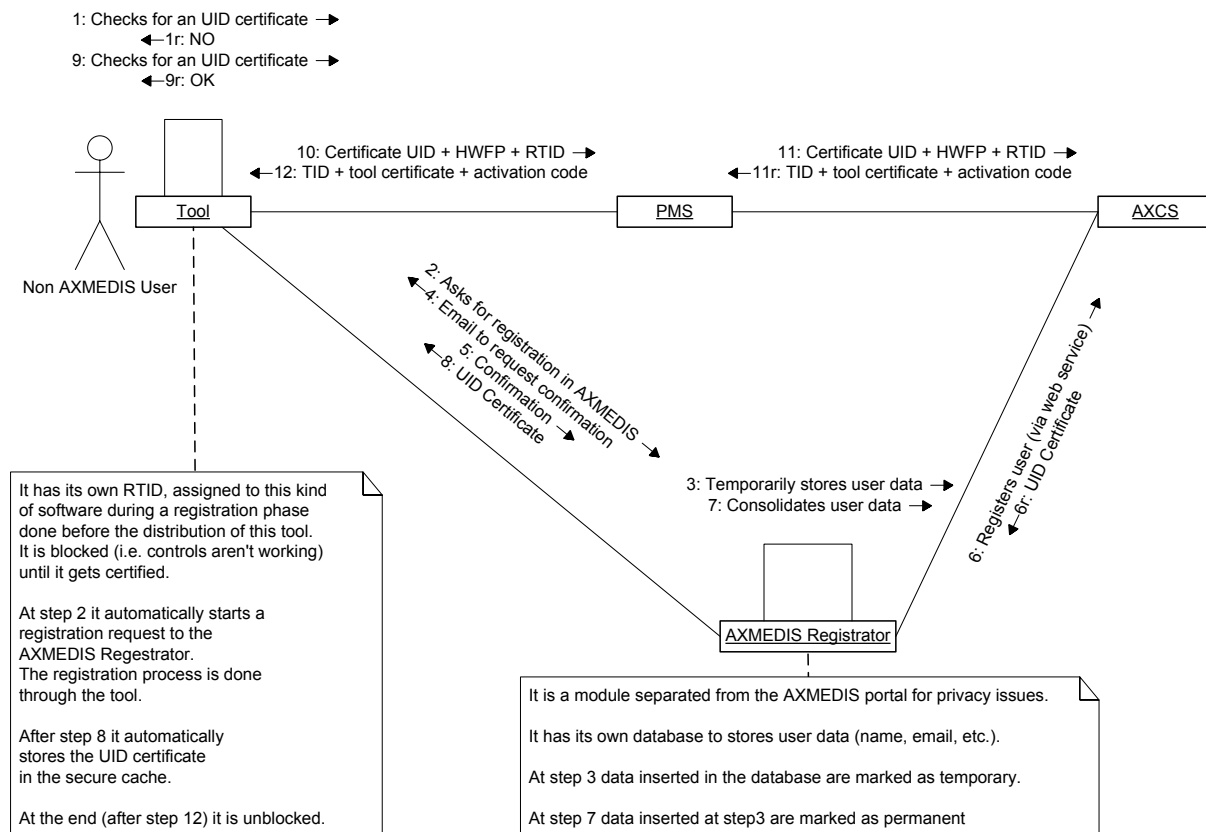 1: Checks for an UID certificate
1r: NO
9: Checks for an UID certificate
9r: OK
10: Certificate UID + HWFP + RTID
12: TID + tool certificate + activation code
11: Certificate UID + HWFP + RTID
11r: TID + tool certificate + activation code
Tool
PMS
AXCS
Non AXMEDIS User
2: Asks for registration in AXMEDIS
4: Email to request confirmation
5: Confirmation
8: UID Certificate
6: Registers user (via web service)
6r: UID Certificate
3: Temporarily stores user data
7: Consolidates user data
AXMEDIS Registrator
It has its own RTID, assigned to this kind
of software during a registration phase
done before the distribution of this tool.
It is blocked (i.e. controls aren't working)
until it gets certified.
At step 2 it automatically starts a
registration request to the
AXMEDIS Regestrator.
The registration process is done
through the tool.
After step 8 it automatically
stores the UID certificate
in the secure cache.
At the end (after step 12) it is unblocked.
It is a module separated from the AXMEDIS portal for privacy issues.
It has its own database to stores user data (name, email, etc.).
At step 3 data inserted in the database are marked as temporary.
At step 7 data inserted at step3 are marked as permanent